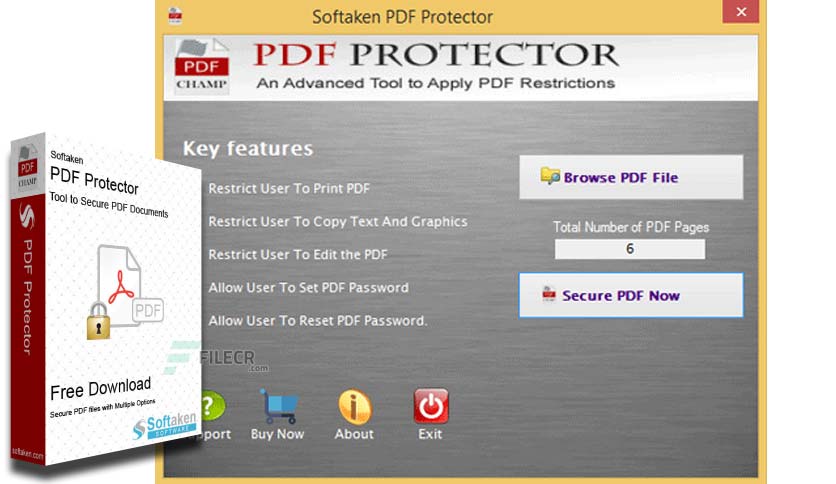 Softaken PDF Protector
PDF
CHAMP
PDF PROTECTOR
An Advanced Tool to Apply PDF Restrictions
Key features
Restrict User To Print PDF
Restrict User To Copy Text And Graphics
Restrict User To Edit the PDF
Allow User To Set PDF Password
Allow User To Reset PDF Password.
Browse PDF File
Total Number of PDF Pages
6
Secure PDF Now
pport
Buy Now
About
Exit
PDF
CHAMP
PDF Protector
softaken.com
Softaken
PDF Protector
Tool to Secure PDF Documents
PDF
Free Download
Secure PDF files with Multiple Options
Softaken
SOFTWARE
FILECR
.com